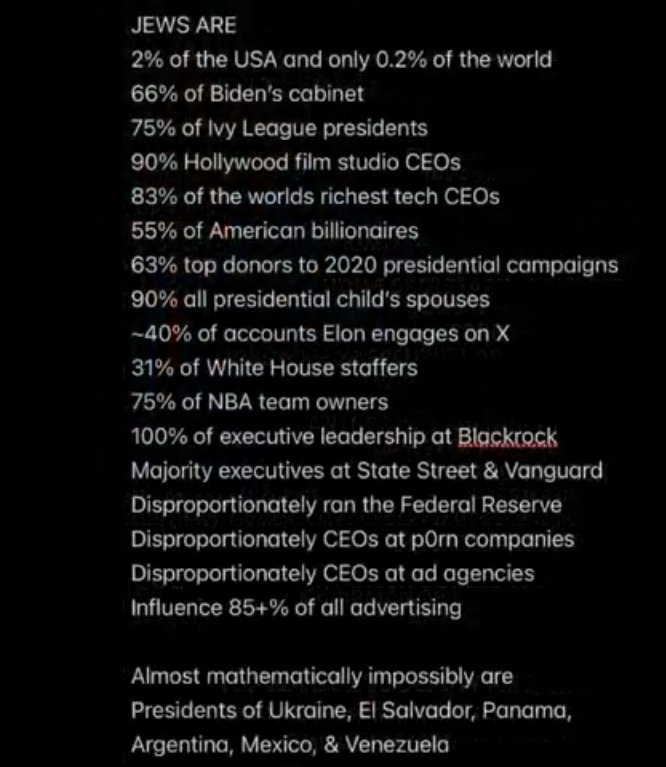 JEWS ARE
2% of the USA and only 0.2% of the world
66% of Biden's cabinet
75% of Ivy League presidents
90% Hollywood film studio CEOs
83% of the worlds richest tech CEOs
55% of American billionaires
63% top donors to 2020 presidential campaigns
90% all presidential child's spouses
~40% of accounts Elon engages on X
31% of White House staffers
75% of NBA team owners
100% of executive leadership at Blackrock
Majority executives at State Street & Vanguard
Disproportionately ran the Federal Reserve
Disproportionately CEOs at p0rn companies
Disproportionately CEOs at ad agencies
Influence 85+% of all advertising
Almost mathematically impossibly are
Presidents of Ukraine, El Salvador, Panama,
Argentina, Mexico, & Venezuela